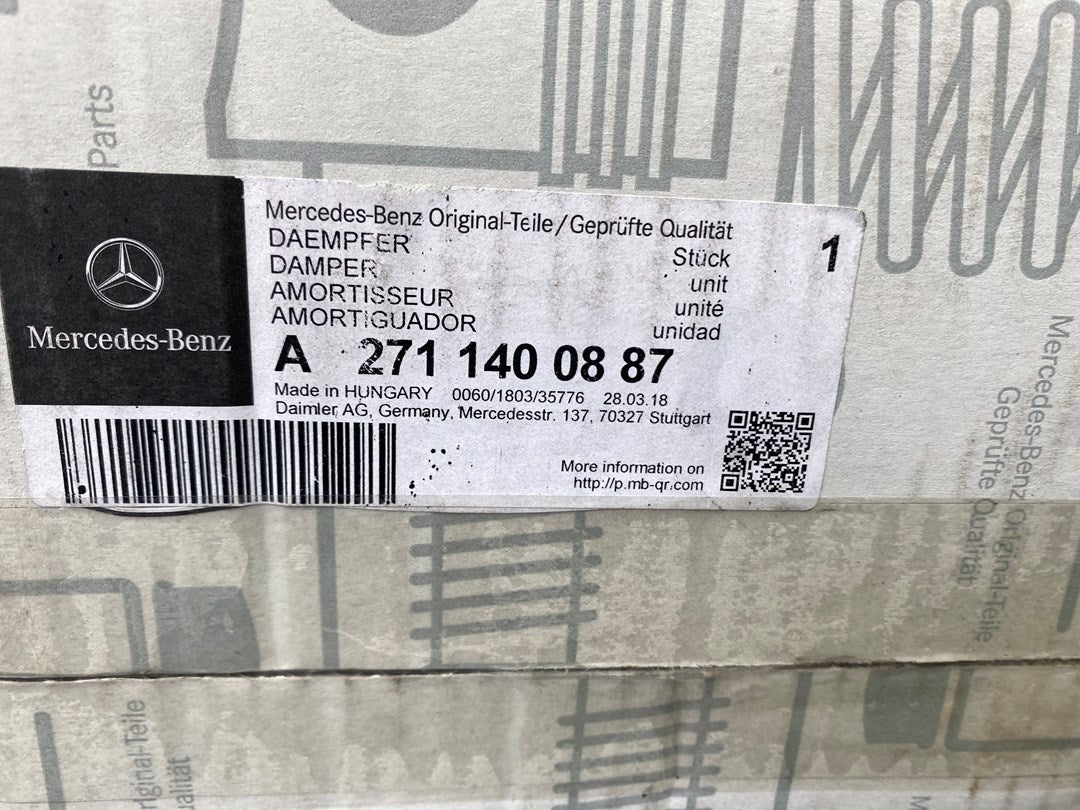 Parts
Mercedes-Benz
Mercedes-Benz Original-Teile/Geprüfte Qualität
DAEMPFER Stück 1
DAMPER unit
AMORTISSEUR unité
AMORTIGUADOR unidad
A 271 140 08 87
Made in HUNGARY 0060/1803/35776 28.03.18
Daimler AG, Germany, Mercedesstr. 137, 70327 Stuttgart
More information on
http://p.mb-qr.com
Mercedes-Benz Original-Teile
Geprüfte Qualität